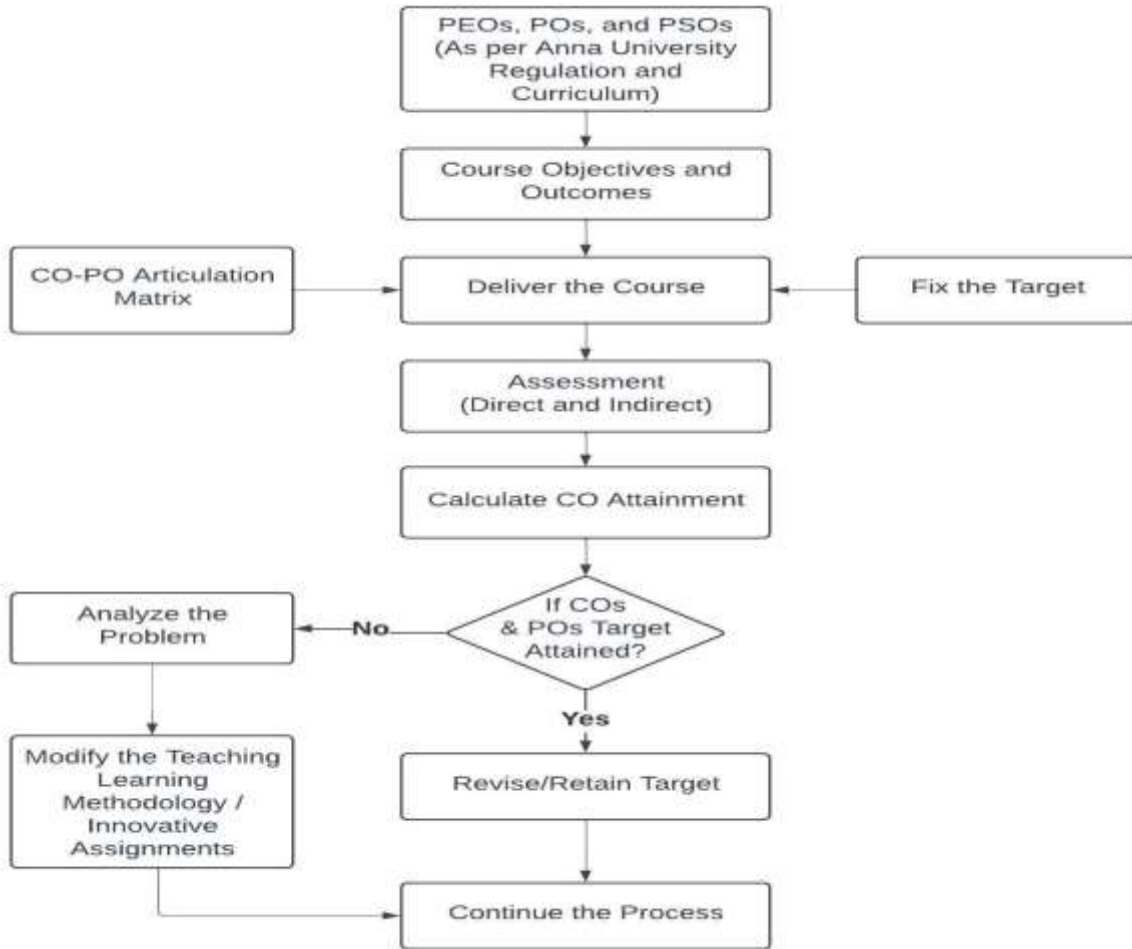 PEOs, POs, and PSOs
(As per Anna University
Regulation and
Curriculum)
Course Objectives and
Outcomes
CO-PO Articulation
Matrix
Deliver the Course
Fix the Target
Assessment
(Direct and Indirect)
Calculate CO Attainment
If COs
& POs Target
Attained?
No
Analyze the
Problem
Yes
Modify the Teaching
Learning
Methodology /
Innovative
Assignments
Revise/Retain Target
Continue the Process